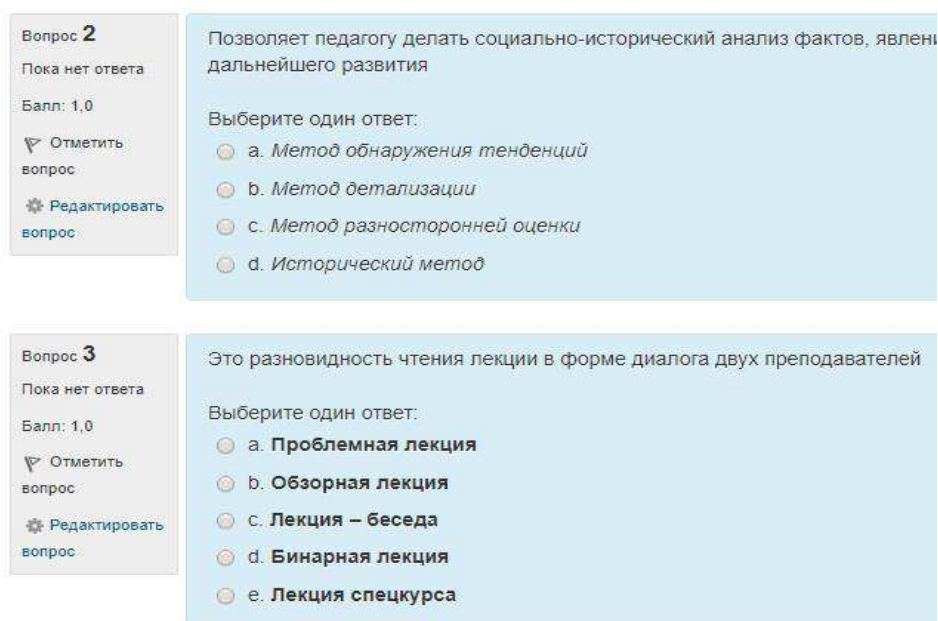 Вопрос 2
Пока нет ответа
Балл: 1,0
Отметить
вопрос
Редактировать
вопрос
Позволяет педагогу делать социально-исторический анализ фактов,
дальнейшего развития
Выберите один ответ:
a. Метод обнаружения тенденций
b. Метод детализации
c. Метод разносторонней оценки
d. Исторический метод
Вопрос 3
Пока нет ответа
Балл: 1,0
Отметить
вопрос
Редактировать
вопрос
Это разновидность чтения лекции в форме диалога двух преподавателей
Выберите один ответ:
a. Проблемная лекция
b. Обзорная лекция
c. Лекция – беседа
d. Бинарная лекция
e. Лекция спецкурса